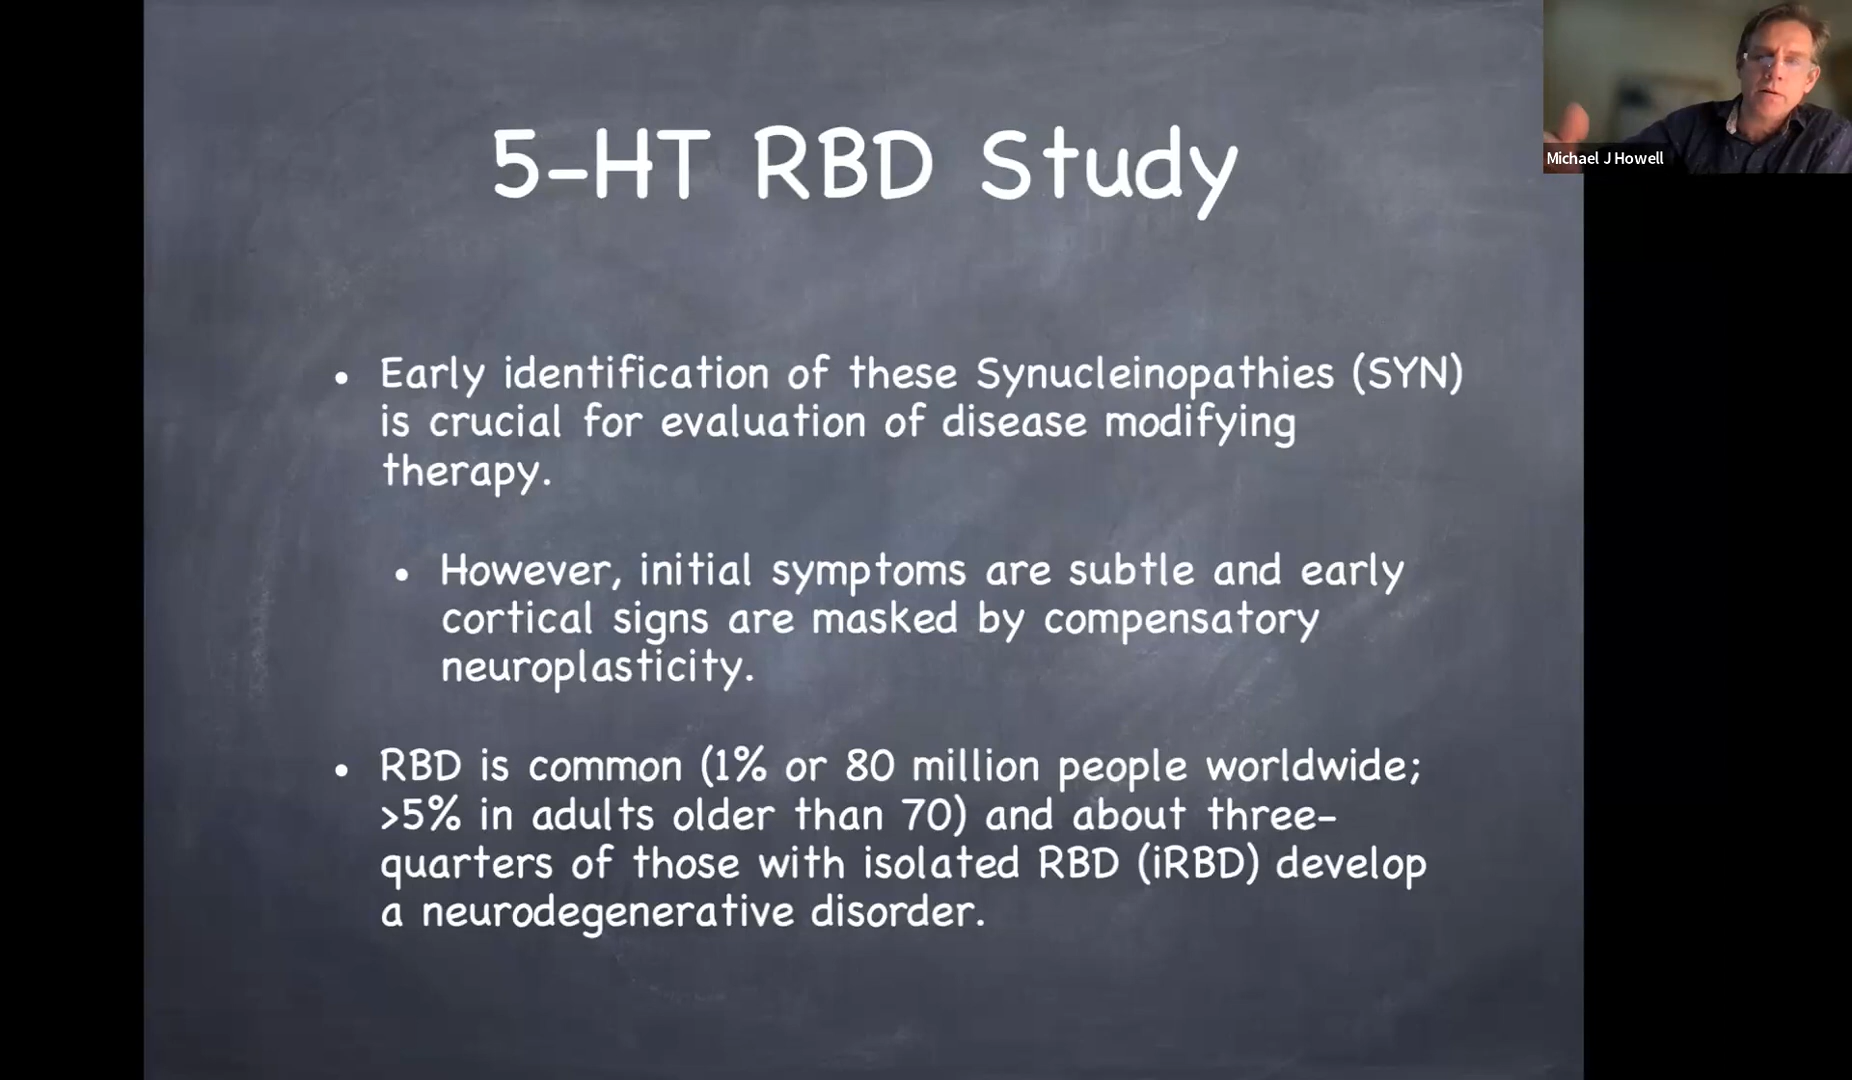 5-HT RBD Study
Michael J Howell
• Early identification of these Synucleinopathies (SYN)
is crucial for evaluation of disease modifying
therapy.
• However, initial symptoms are subtle and early
cortical signs are masked by compensatory
neuroplasticity.
• RBD is common (1% or 80 million people worldwide;
>5% in adults older than 70) and about three-
quarters of those with isolated RBD (iRBD) develop
a neurodegenerative disorder.